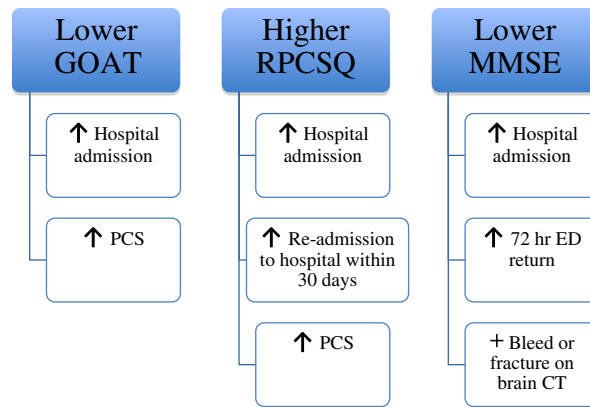 Lower
GOAT
↑ Hospital
admission
↑ PCS
Higher
RPCSQ
↑ Hospital
admission
↑ Re-admission
to hospital within
30 days
↑ PCS
Lower
MMSE
↑ Hospital
admission
↑ 72 hr ED
return
+ Bleed or
fracture on
brain CT